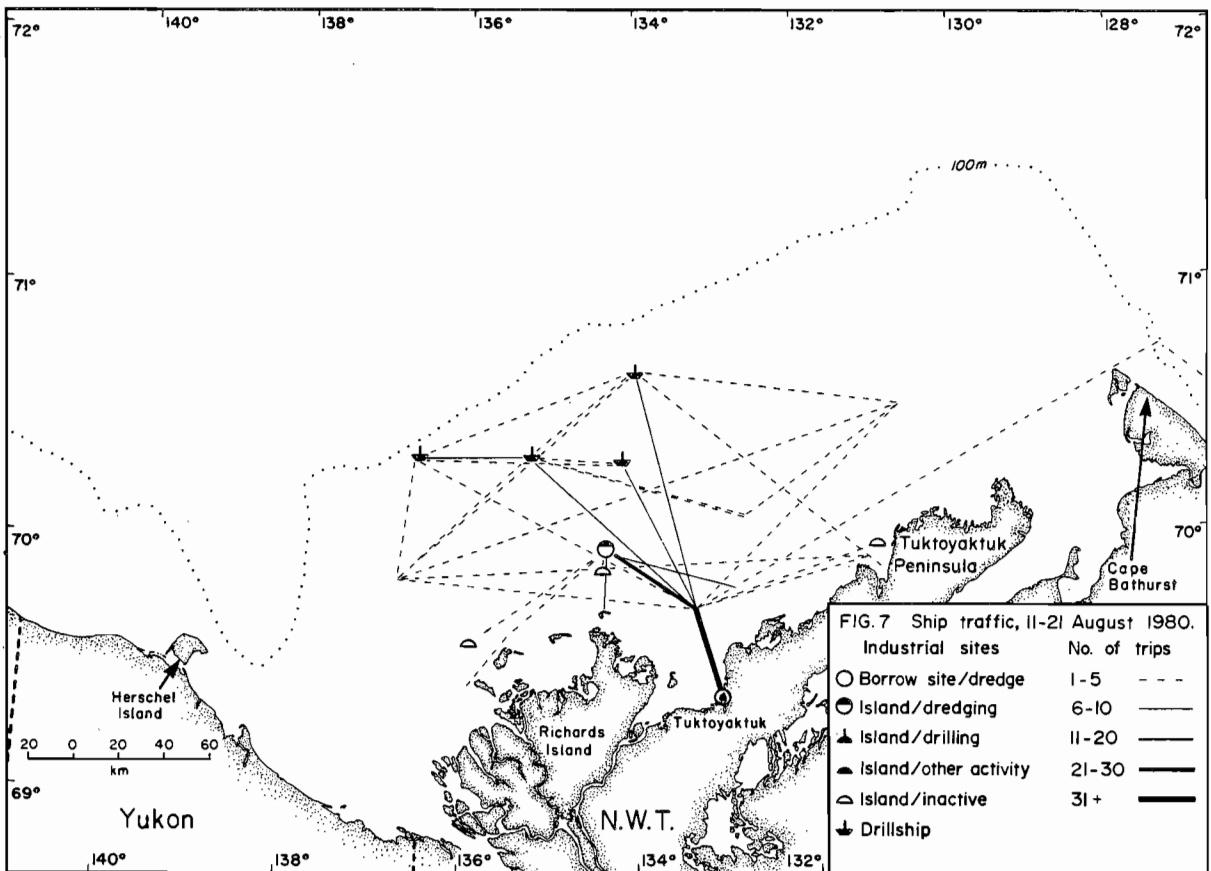 140° 138° 136° 134° 132° 130° 128°
72° 72°
100m
71° 71°
70° 70°
Tuktoyaktuk
Peninsula
Cape
Bathurst
Herschel
Island
Richards
Island
Tuktoyaktuk
20 0 20 40 60
km
69°
Yukon
N.W.T.
140° 138° 136° 134° 132°
FIG. 7 Ship traffic, 11-21 August 1980.
Industrial sites No. of trips
Borrow site/dredge 1-5
Island/dredging 6-10
Island/drilling 11-20
Island/other activity 21-30
Island/inactive 31+
Drillship